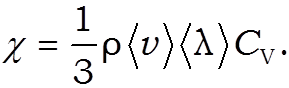 χ = 1/3 ρ⟨υ⟩⟨λ⟩C_V.